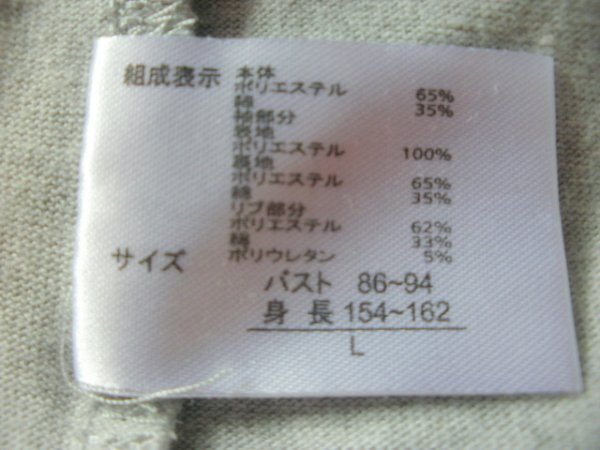 組成表示 本体
ポリエステル 65%
綿 35%
袖部分
表地
ポリエステル 100%
裏地
ポリエステル 65%
綿 35%
リブ部分
ポリエステル 62%
綿 33%
ポリウレタン 5%
サイズ
バスト 86~94
身長 154~162
L